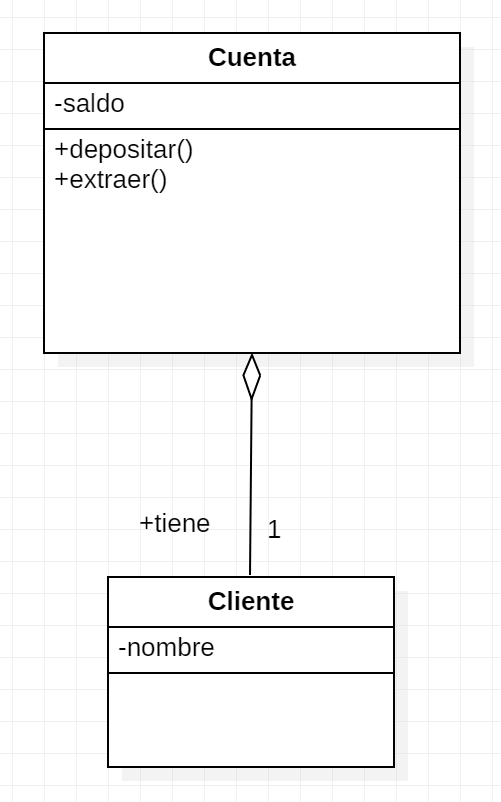 Cuenta
-saldo
+depositar()
+extraer()
+tiene
1
Cliente
-nombre